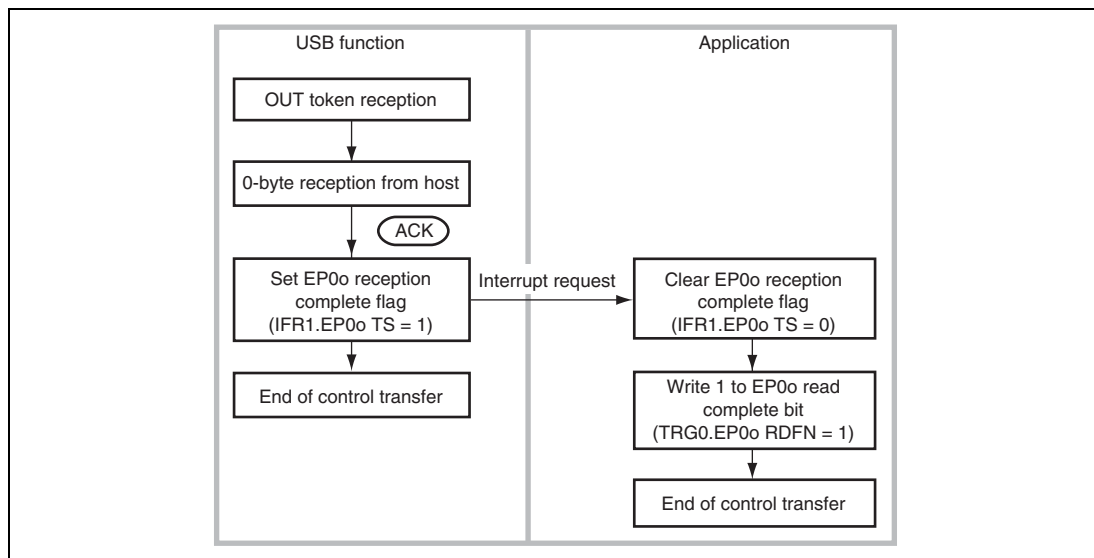 USB function
Application
OUT token reception
0-byte reception from host
ACK
Set EP0o reception
complete flag
(IFR1.EP0o TS = 1)
Interrupt request
Clear EP0o reception
complete flag
(IFR1.EP0o TS = 0)
End of control transfer
Write 1 to EP0o read
complete bit
(TRG0.EP0o RDFN = 1)
End of control transfer